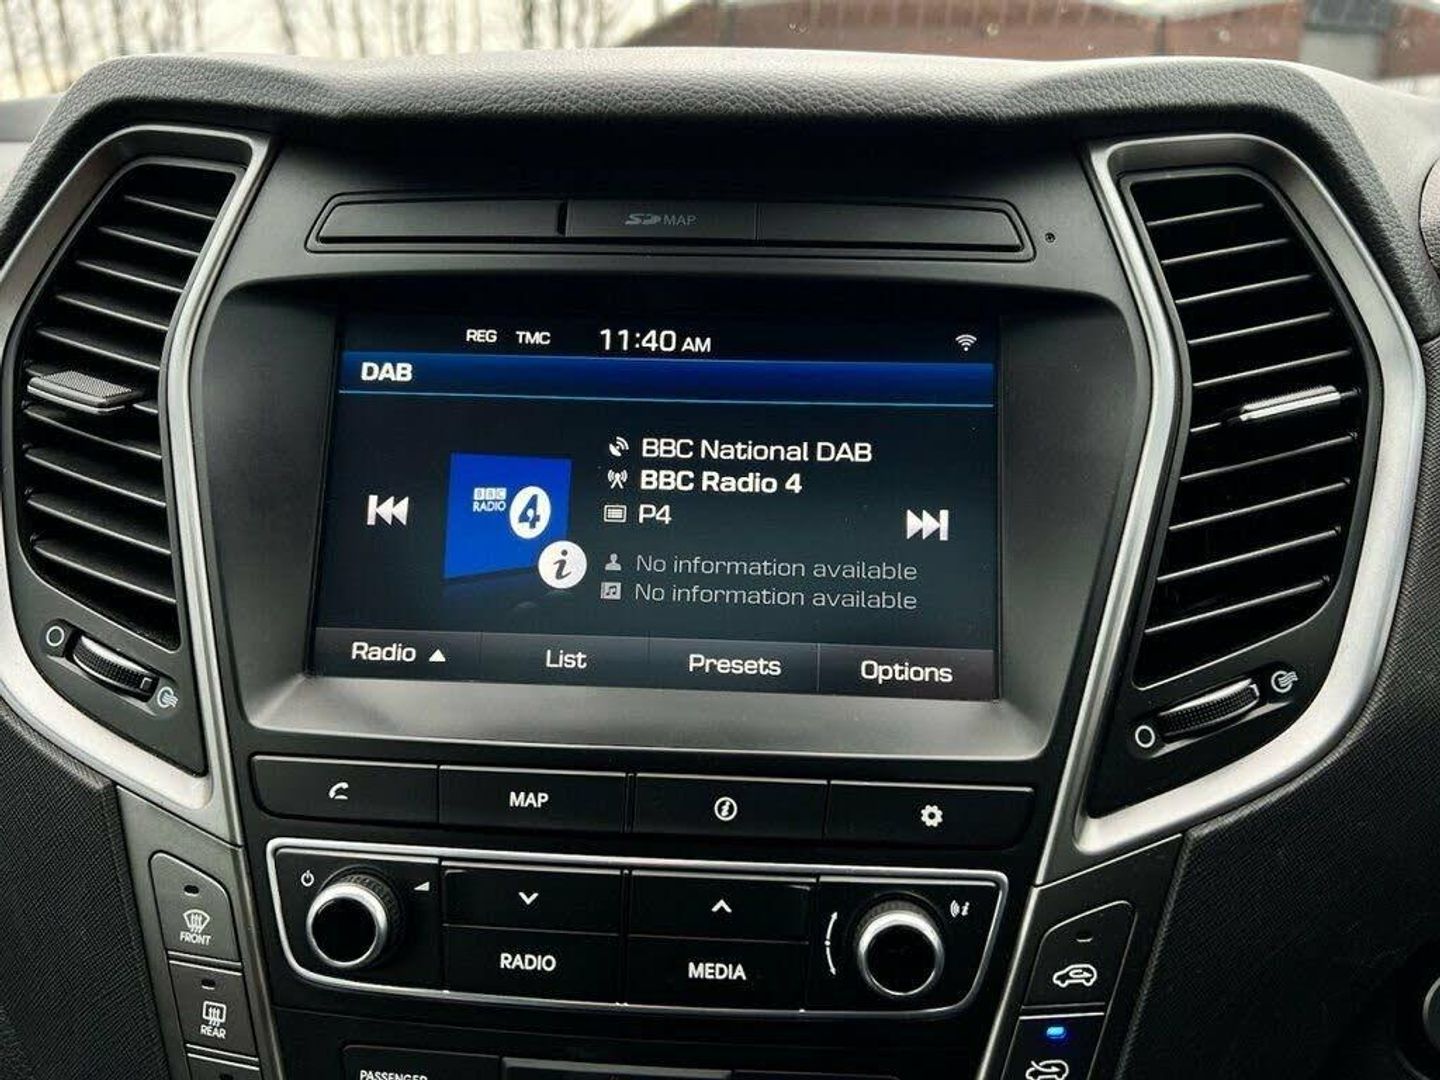 SD MAP
REG TMC 11:40 AM
DAB
BBC National DAB
BBC Radio 4
P4
BBC
RADIO 4
i
No information available
No information available
Radio List Presets Options
MAP
RADIO MEDIA
FRONT
REAR
PASSENGER